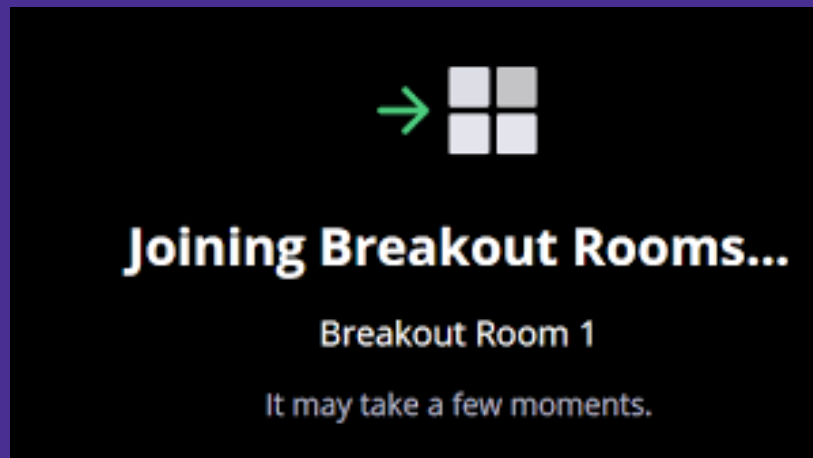 Joining Breakout Rooms...
Breakout Room 1
It may take a few moments.